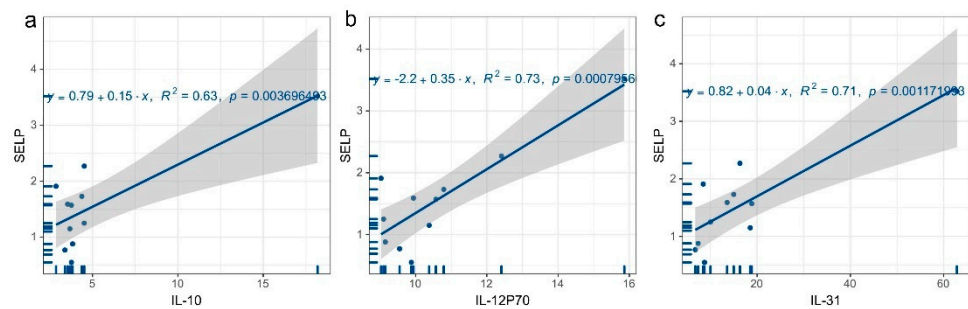 a
y = 0.79 + 0.15 · x, R² = 0.63, p = 0.003696493
4
3
2
1
SELP
5
10
15
IL-10
b
y = -2.2 + 0.35 · x, R² = 0.73, p = 0.0007956
4
3
2
1
SELP
10
12
14
16
IL-12P70
c
y = 0.82 + 0.04 · x, R² = 0.71, p =
4
3
2
1
SELP
20
40
60
IL-31